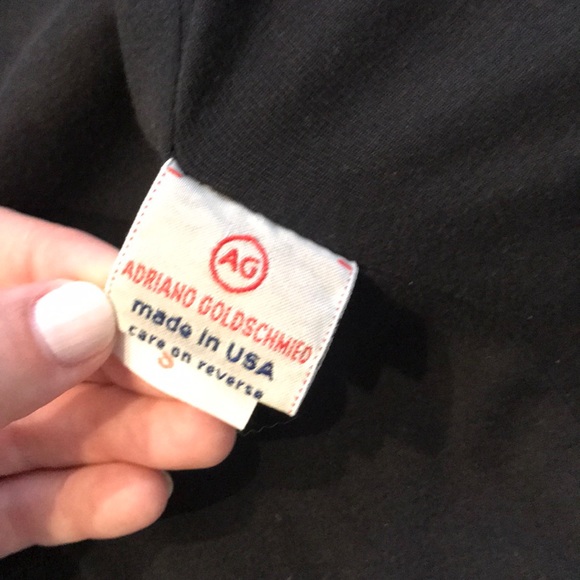 AG
ADRIANO GOLDSCHMIED
made in USA
care on reverse
S